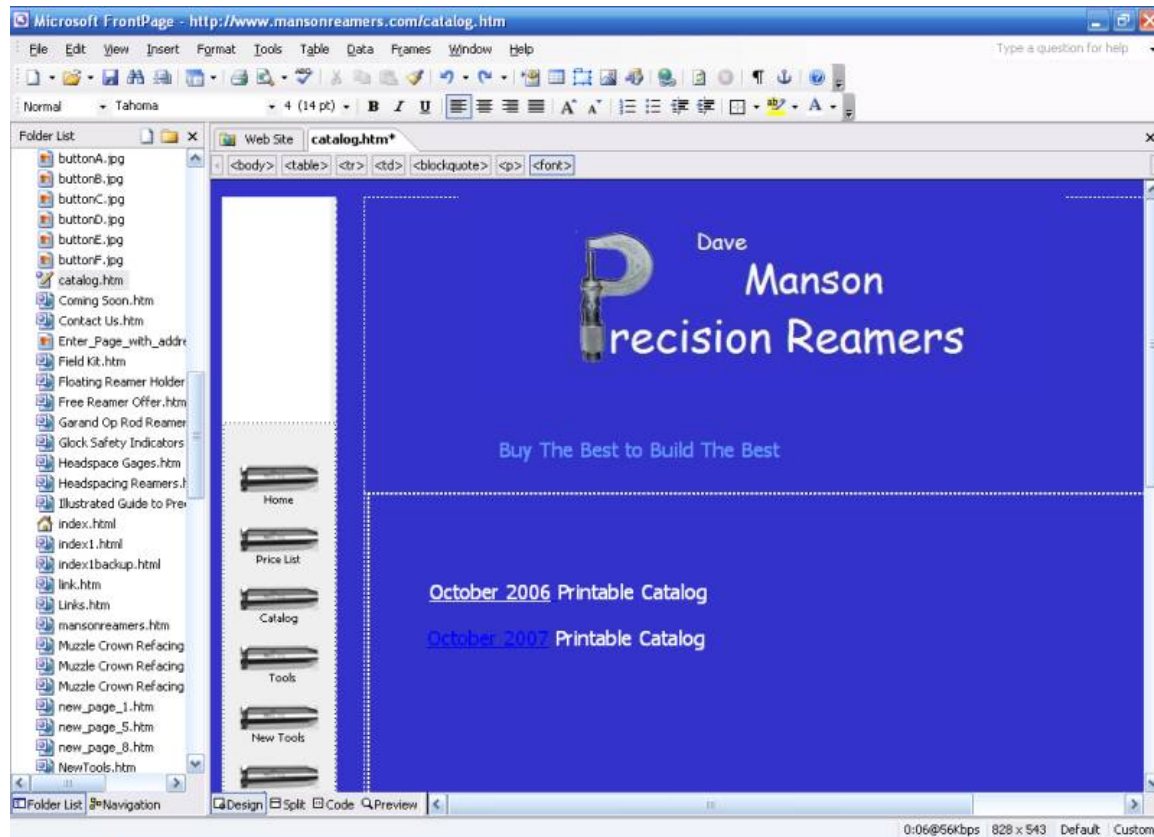 Microsoft FrontPage - http://www.mansonreamers.com/catalog.htm
File Edit View Insert Format Tools Table Data Frames Window Help Type a question for help
Normal Tahoma 4 (14 pt) B I U A A A
Folder List Web Site catalog.htm*
<body> <table> <tr> <td> <blockquote> <p> <font>
buttonA.jpg
buttonB.jpg
buttonC.jpg
buttonD.jpg
buttonE.jpg
buttonF.jpg
catalog.htm
Coming Soon.htm
Contact Us.htm
Enter_Page_with_addre
Field Kit.htm
Floating Reamer Holder
Free Reamer Offer.htm
Garand Op Rod Reamer
Glock Safety Indicators
Headspace Gages.htm
Headspacing Reamers.h
Illustrated Guide to Pre
index.html
index1.html
index1backup.html
link.htm
Links.htm
mansonreamers.htm
Muzzle Crown Refacing
Muzzle Crown Refacing
Muzzle Crown Refacing
new_page_1.htm
new_page_5.htm
new_page_8.htm
NewTools.htm
Dave
Manson
Precision Reamers
Buy The Best to Build The Best
Home
Price List
Catalog
Tools
New Tools
October 2006 Printable Catalog
October 2007 Printable Catalog
Folder List Navigation Design Split Code Preview
0:06@56Kbps 828 x 543 Default Custom